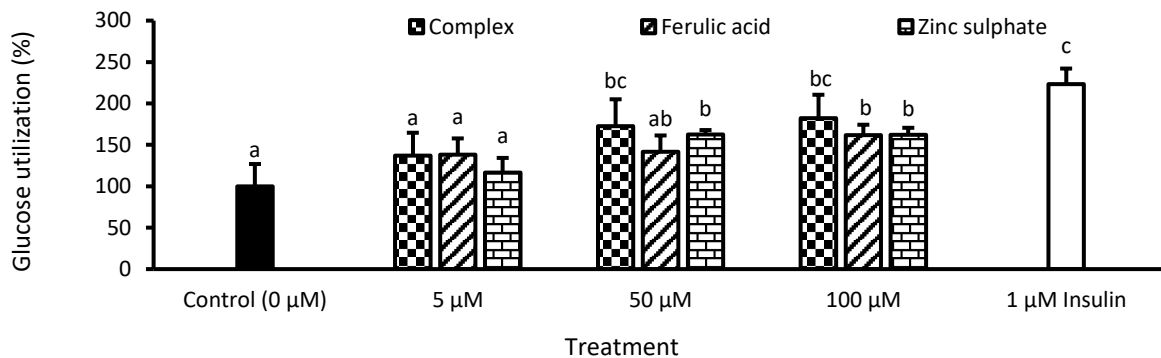 300
Complex
Ferulic acid
Zinc sulphate
250
200
150
100
50
0
Glucose utilization (%)
a
a
a
a
bc
ab
b
bc
b
b
c
Control (0 µM)
5 µM
50 µM
100 µM
1 µM Insulin
Treatment